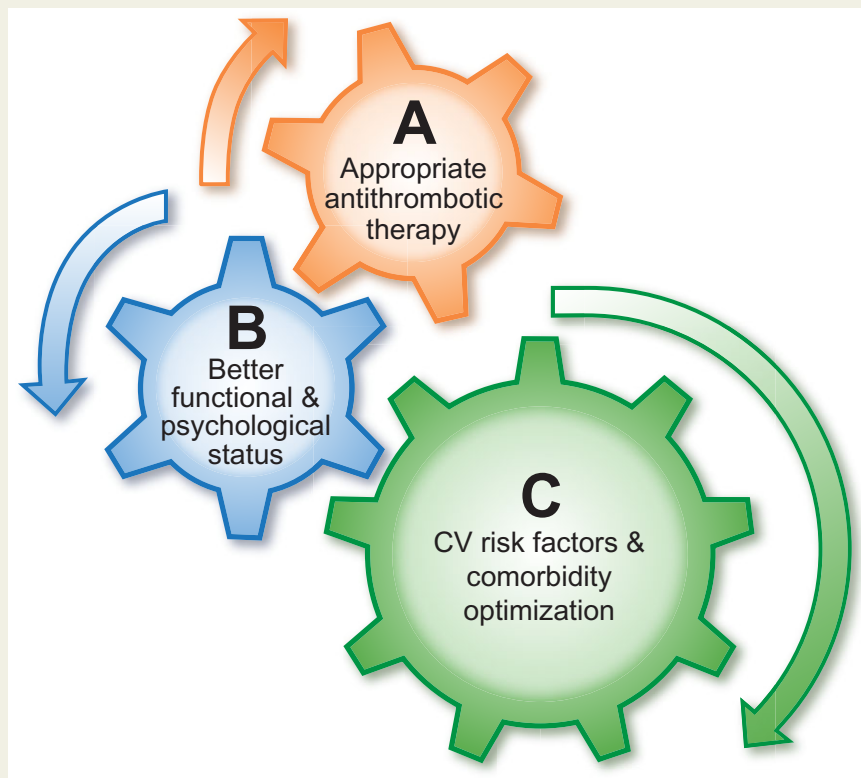 A
Appropriate
antithrombotic
therapy
B
Better
functional &
psychological
status
C
CV risk factors &
comorbidity
optimization